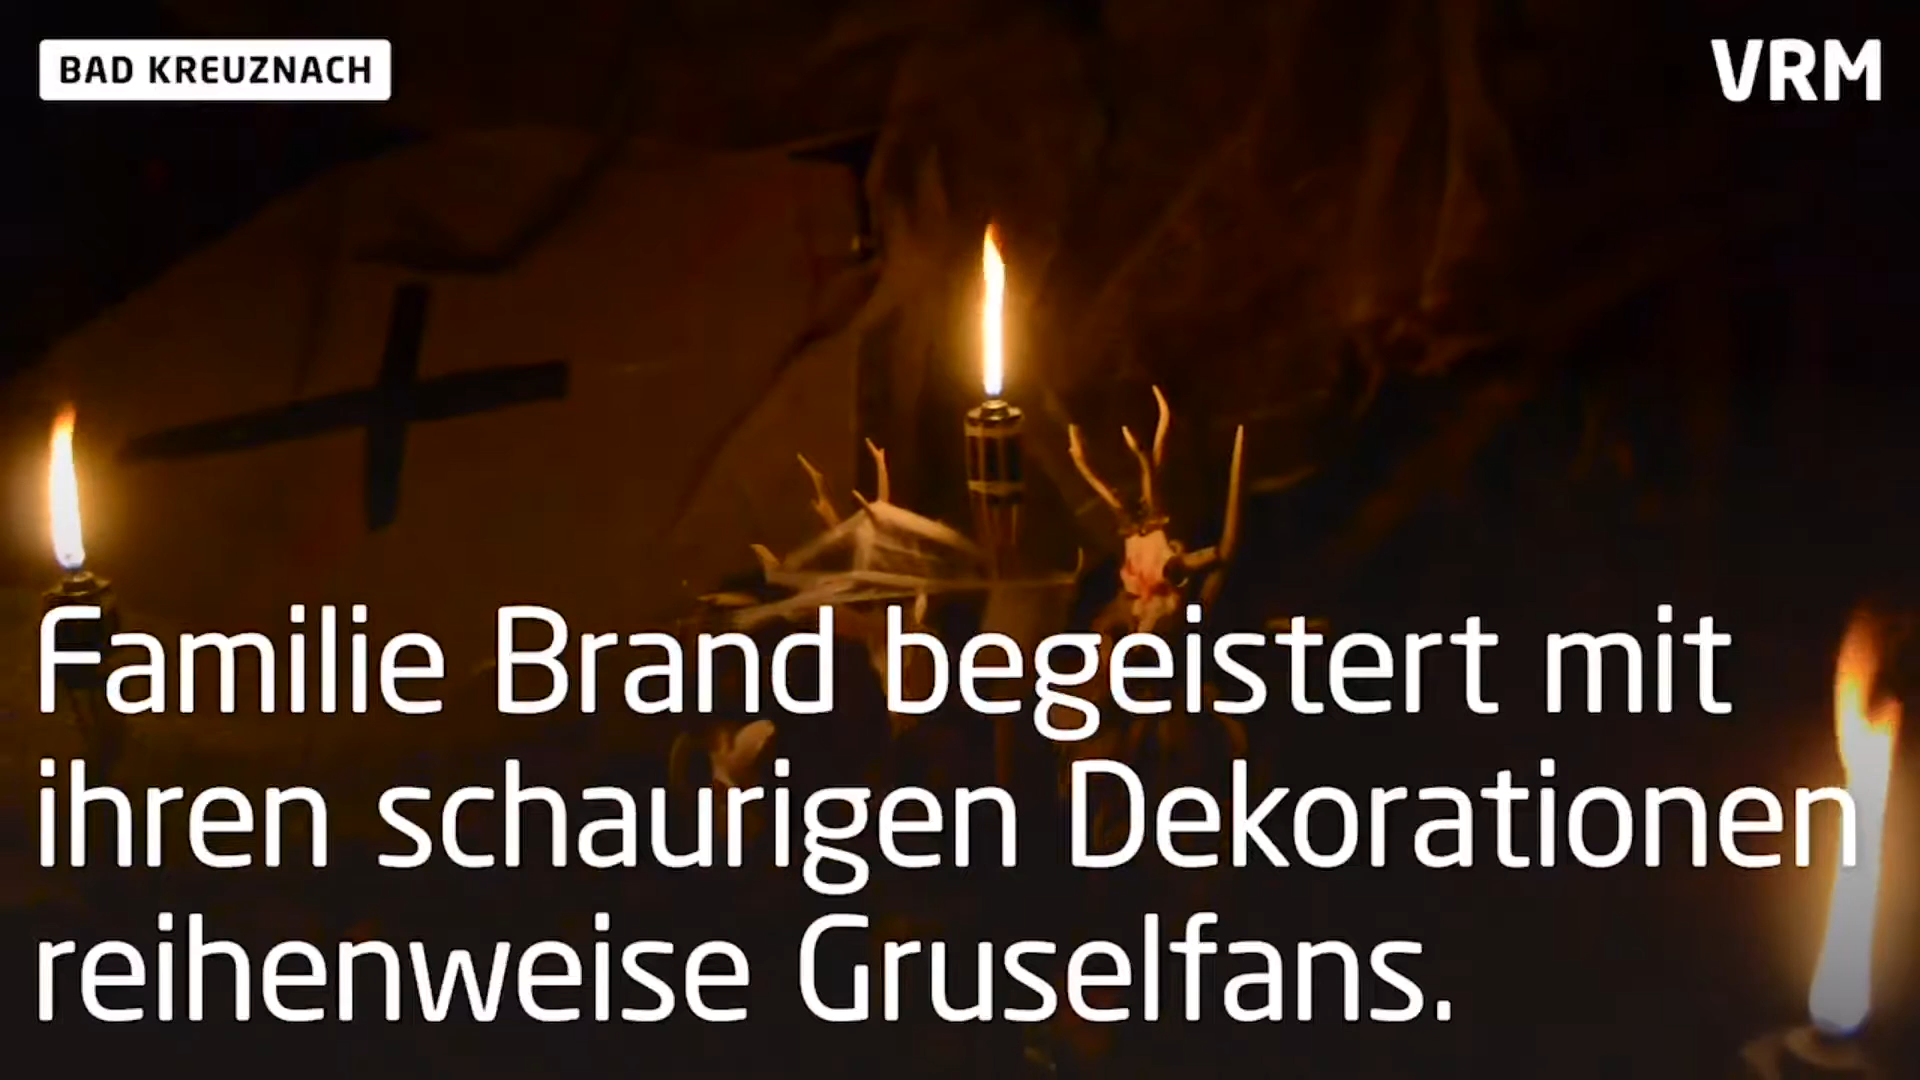 BAD KREUZNACH
VRM
Familie Brand begeistert mit
ihren schaurigen Dekorationen
reihenweise Gruselfans.